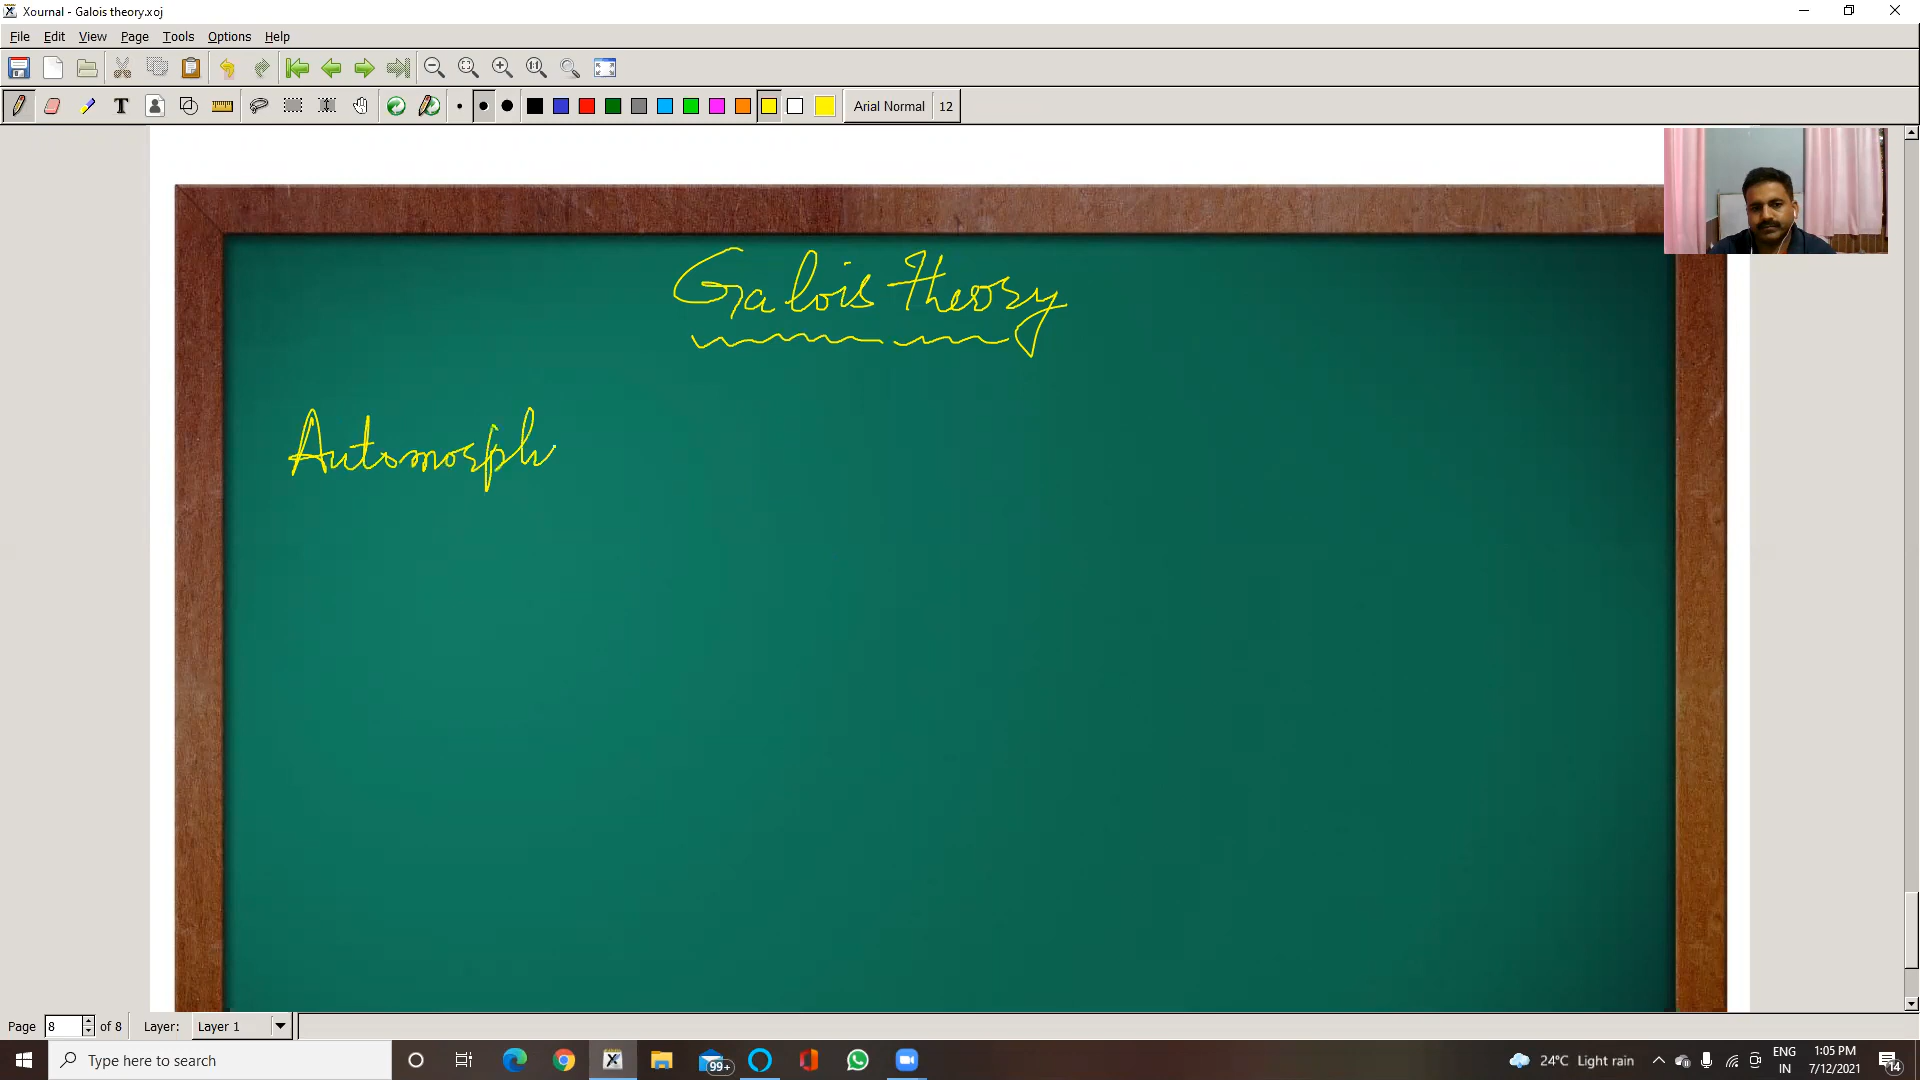 Xournal - Galois theory.xoj
File Edit View Page Tools Options Help
Arial Normal 12
Galois theory
Automorph
Page 8 of 8 Layer: Layer 1
Type here to search
99+
24°C Light rain
ENG
IN
1:05 PM
7/12/2021
14